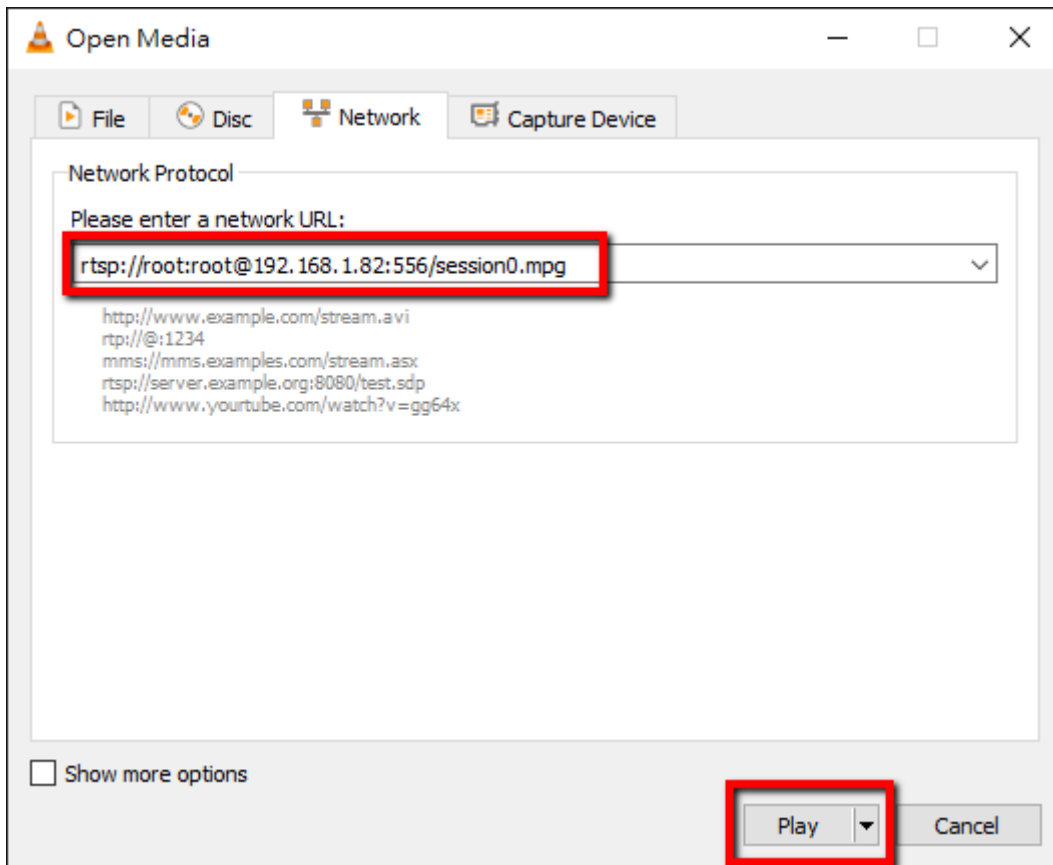 Open Media
File Disc Network Capture Device
Network Protocol
Please enter a network URL:
rtsp://root:root@192.168.1.82:556/session0.mpg
http://www.example.com/stream.avi
rtp://@:1234
mms://mms.examples.com/stream.asx
rtsp://server.example.org:8080/test.sdp
http://www.yourtube.com/watch?v=gg64x
Show more options
Play Cancel